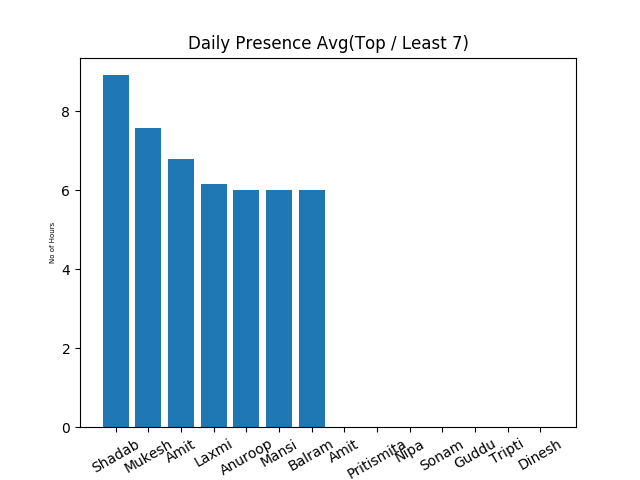 Daily Presence Avg(Top / Least 7)
8
6
4
2
0
No of Hours
Shadab
Mukesh
Amit
Laxmi
Anuroop
Mansi
Balram
Amit
Pritismita
Nipa
Sonam
Guddu
Tripti
Dinesh